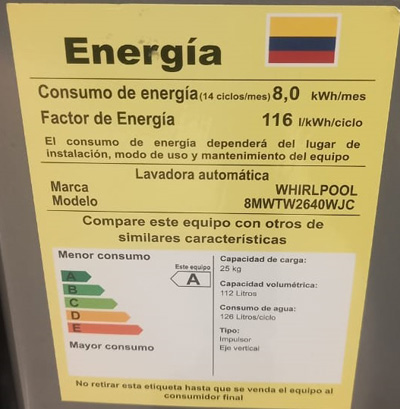 Energía
Consumo de energía(14 ciclos/mes) 8,0 kWh/mes
Factor de Energía 116 l/kWh/ciclo
El consumo de energía dependerá del lugar de
instalación, modo de uso y mantenimiento del equipo
Lavadora automática
Marca WHIRLPOOL
Modelo 8MWTW2640WJC
Compare este equipo con otros de
similares características
Menor consumo
Este equipo
A
A
B
C
D
E
Mayor consumo
Capacidad de carga:
25 kg
Capacidad volumétrica:
112 Litros
Consumo de agua:
126 Litros/ciclo
Tipo:
Impulsor
Eje vertical
No retirar esta etiqueta hasta que se venda el equipo al
consumidor final